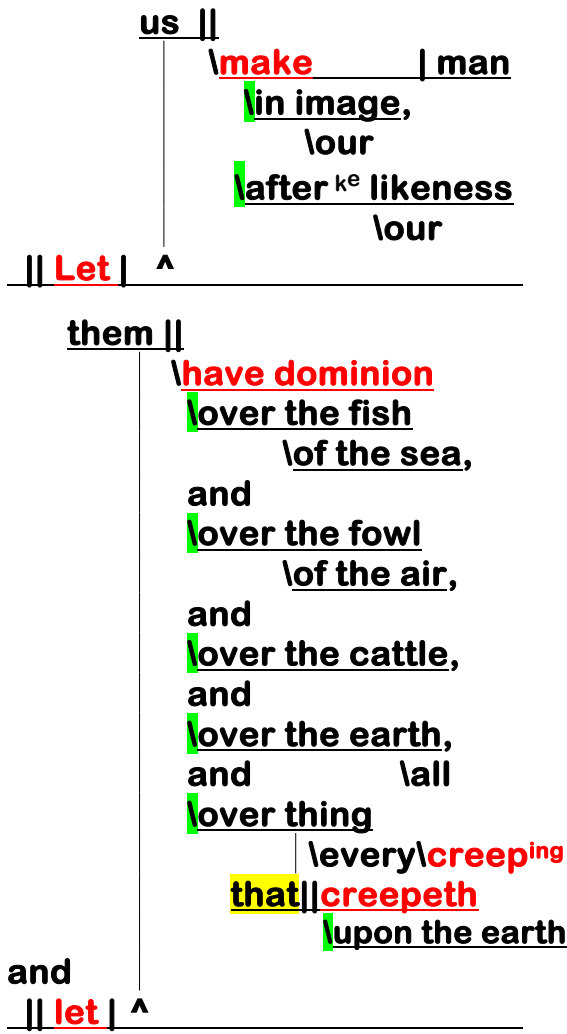 us ||
\make | man
\in image,
\our
\after ᵏᵉ likeness
\our
|| Let | ^
them ||
\have dominion
\over the fish
\of the sea,
and
\over the fowl
\of the air,
and
\over the cattle,
and
\over the earth,
and \all
\over thing
\every\creepⁱⁿᵍ
that||creepeth
\upon the earth
and
|| let | ^